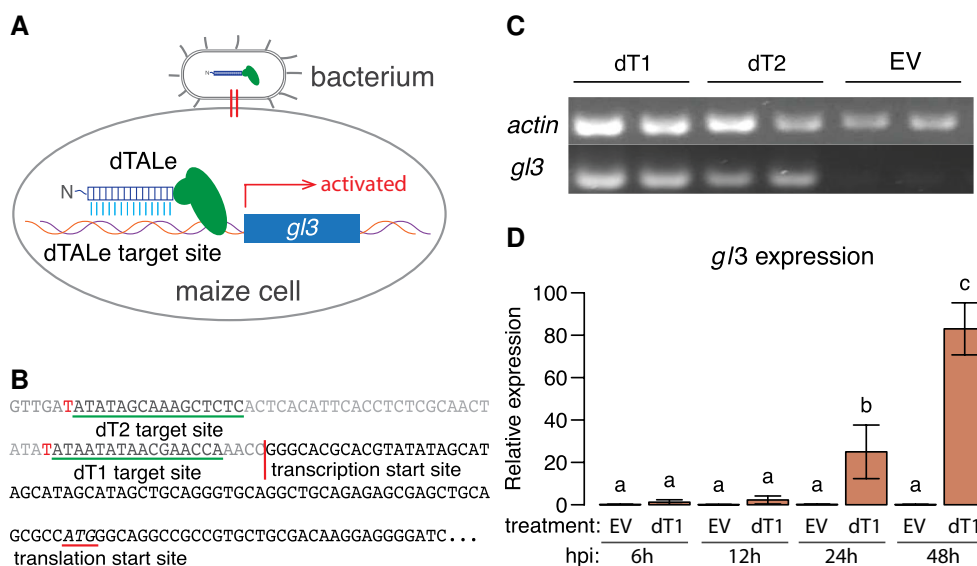 A
bacterium
N
dTALe
N
activated
gl3
dTALe target site
maize cell
B
GTTGATATATAGCAAAGCTCTCACTCACATTCACCTCTCGCAACT
dT2 target site
ATATATAATATAACGAACCAAACCGGGCACGCACGTATATAGCAT
dT1 target site
transcription start site
AGCATAGCATAGCTGCAGGGTGCAGGCTGCAGAGAGCGAGCTGCA
GCGCCATGGGCAGGCCGCCGTGCTGCGACAAGGAGGGGATC...
translation start site
C
dT1 dT2 EV
actin
gl3
D
gl3 expression
Relative expression
100
80
60
40
20
0
a a a a a b a c
treatment: EV dT1 EV dT1 EV dT1 EV dT1
hpi: 6h 12h 24h 48h